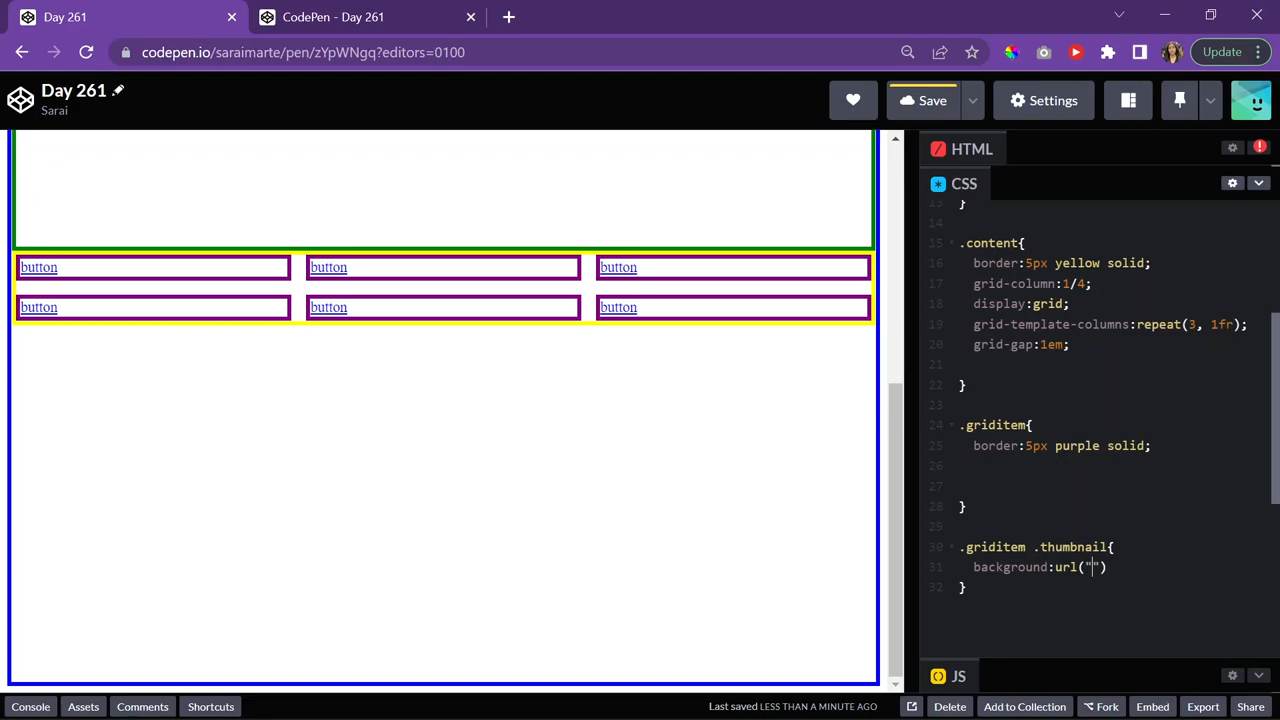 Day 261
CodePen - Day 261
codepen.io/saraimarte/pen/zYpWNgq?editors=0100
Update
Day 261
Sarai
Save
Settings
HTML
CSS
button button button
button button button
13 }
14
15 .content{
16 border:5px yellow solid;
17 grid-column:1/4;
18 display:grid;
19 grid-template-columns:repeat(3, 1fr);
20 grid-gap:1em;
21
22 }
23
24 .griditem{
25 border:5px purple solid;
26
27
28 }
29
30 .griditem .thumbnail{
31 background:url("")
32 }
JS
Console Assets Comments Shortcuts Last saved LESS THAN A MINUTE AGO Delete Add to Collection Fork Embed Export Share